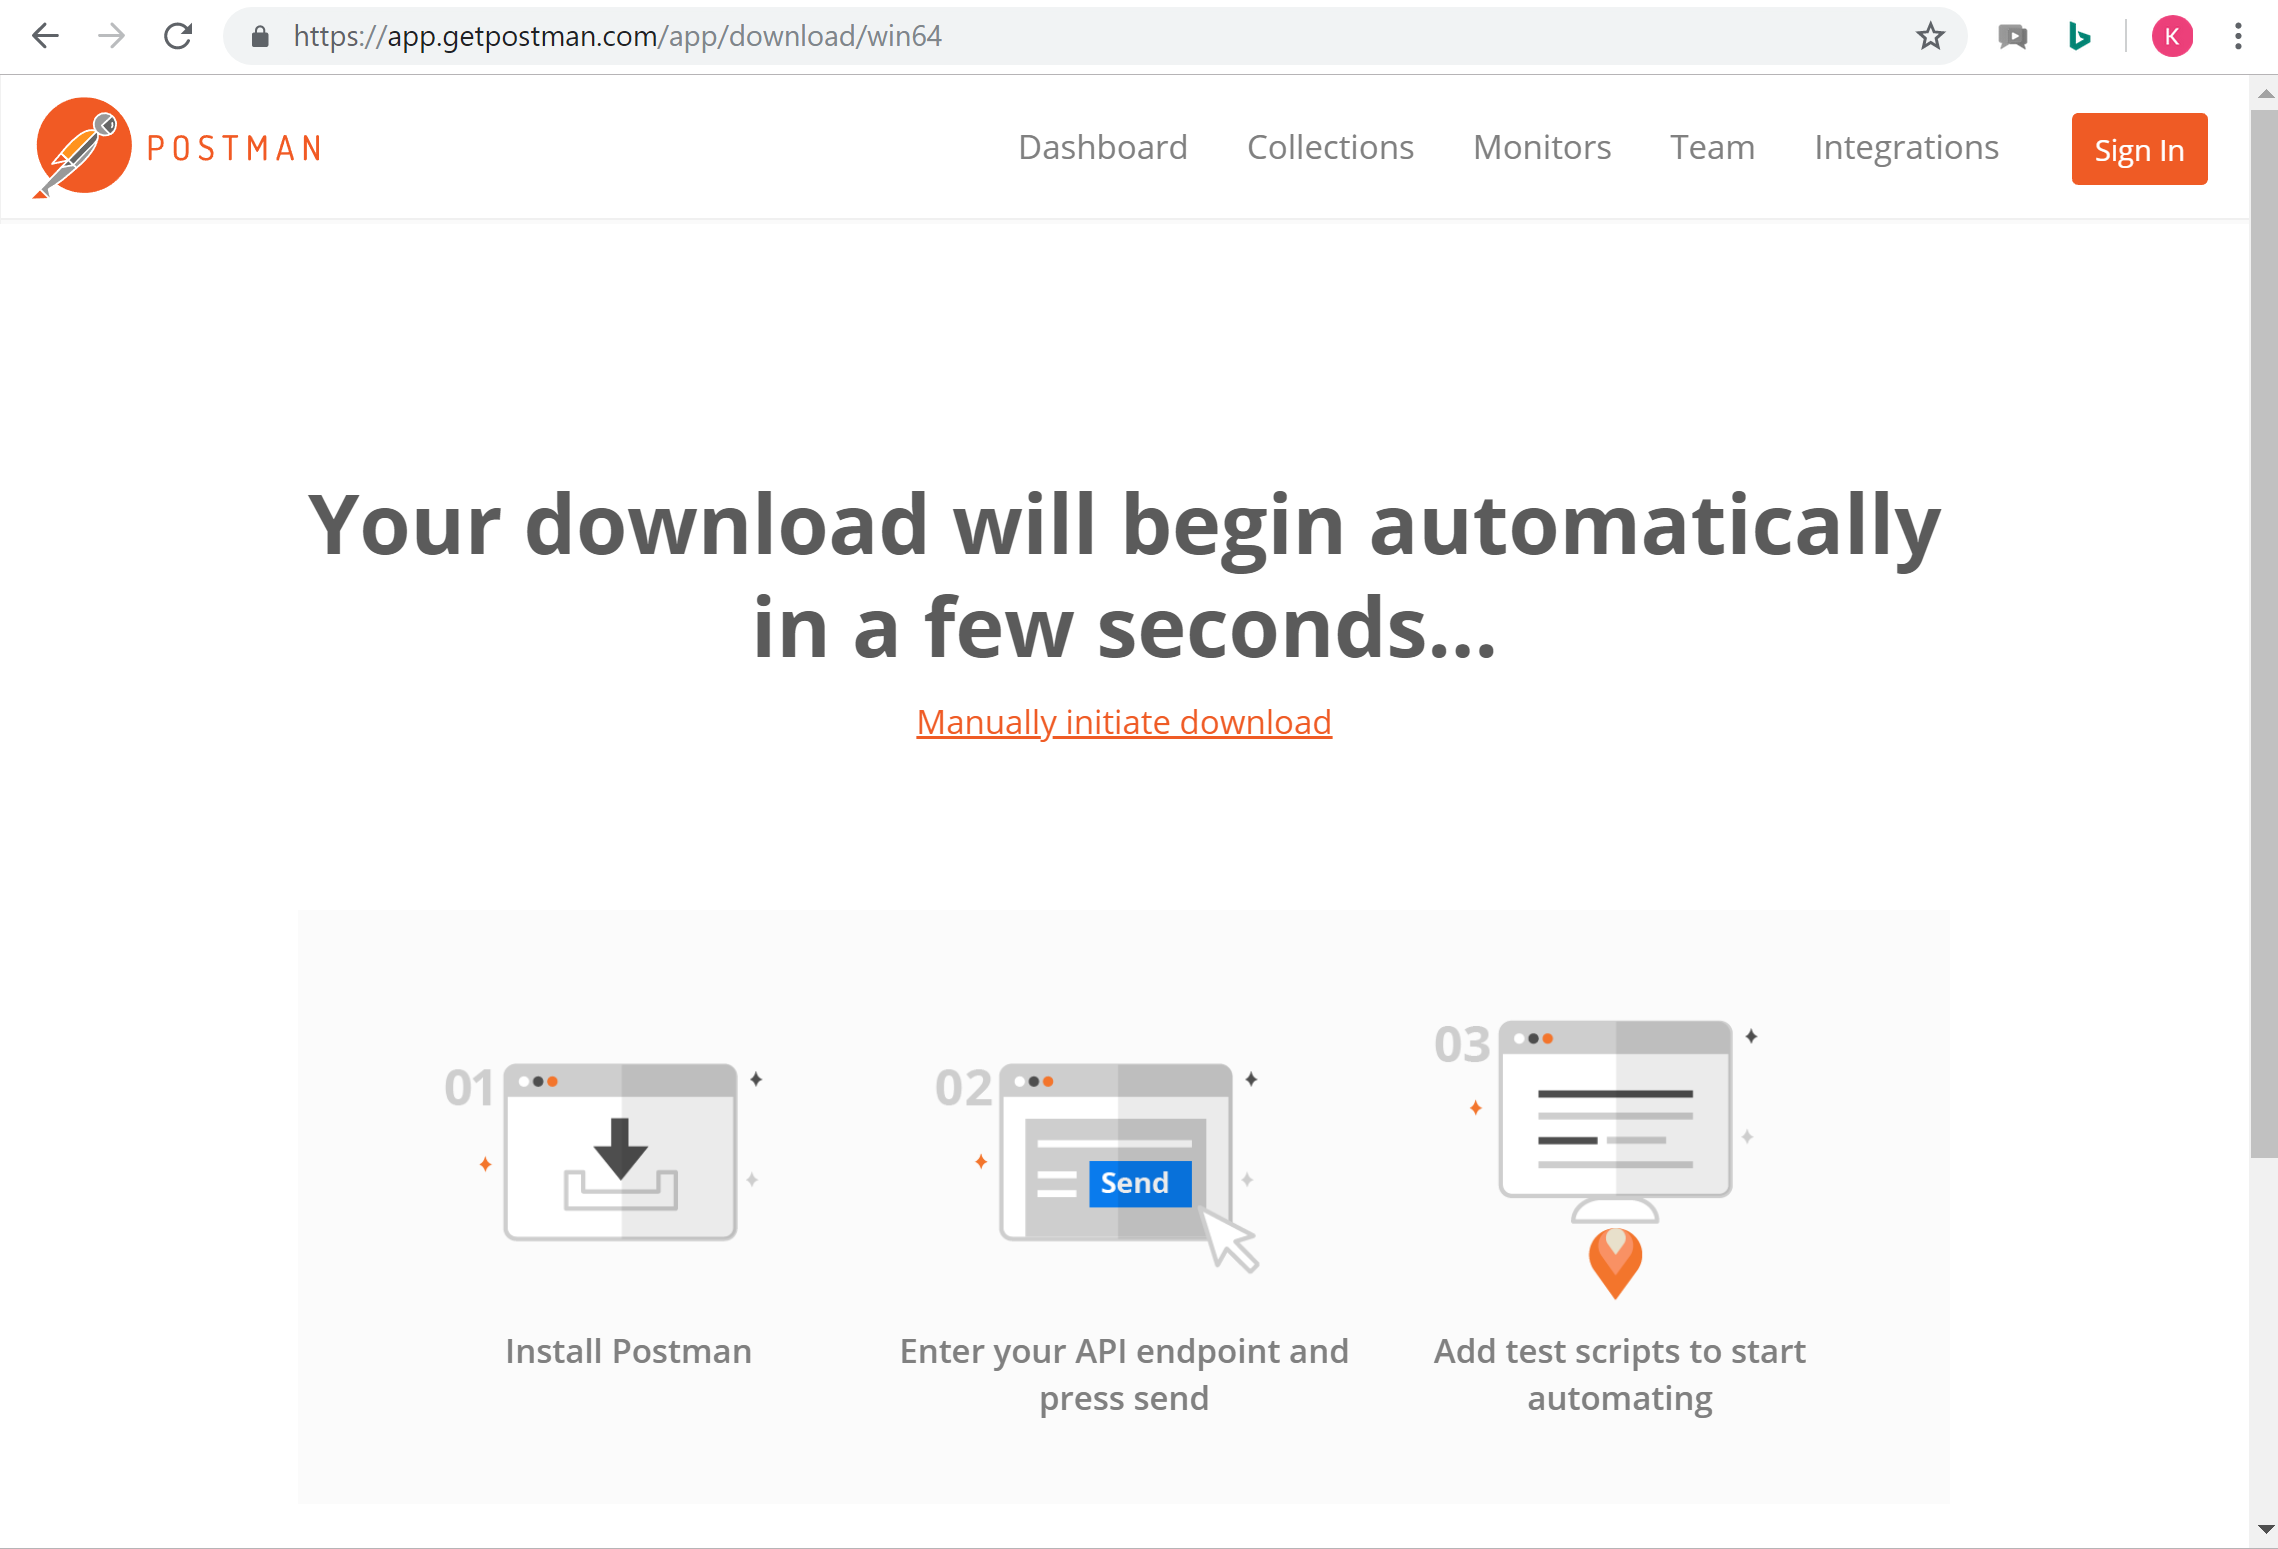 https://app.getpostman.com/app/download/win64
K
POSTMAN
Dashboard Collections Monitors Team Integrations Sign In
Your download will begin automatically
in a few seconds...
Manually initiate download
01 02 03
Send
Install Postman
Enter your API endpoint and
press send
Add test scripts to start
automating